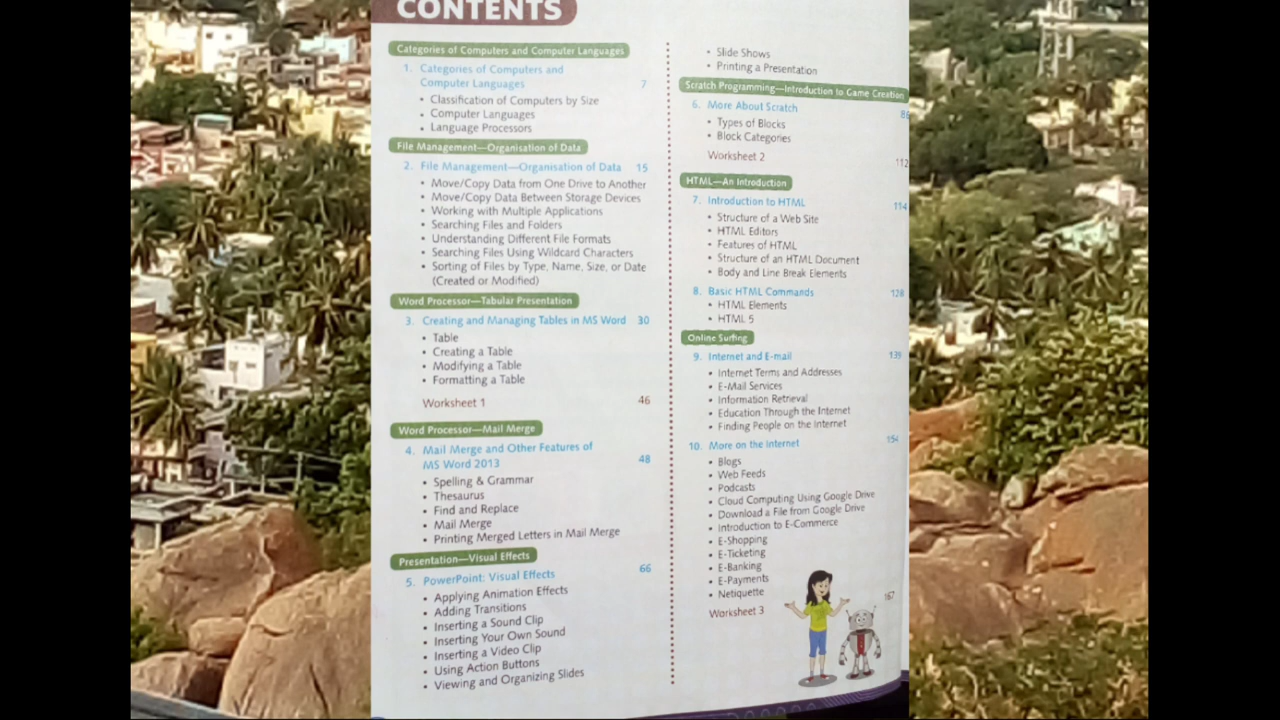 CONTENTS
Categories of Computers and Computer Languages
1. Categories of Computers and
Computer Languages 7
• Classification of Computers by Size
• Computer Languages
• Language Processors
File Management—Organisation of Data
2. File Management—Organisation of Data 15
• Move/Copy Data from One Drive to Another
• Move/Copy Data Between Storage Devices
• Working with Multiple Applications
• Searching Files and Folders
• Understanding Different File Formats
• Searching Files Using Wildcard Characters
• Sorting of Files by Type, Name, Size, or Date
(Created or Modified)
Word Processor—Tabular Presentation
3. Creating and Managing Tables in MS Word 30
• Table
• Creating a Table
• Modifying a Table
• Formatting a Table
Worksheet 1 46
Word Processor—Mail Merge
4. Mail Merge and Other Features of
MS Word 2013 48
• Spelling & Grammar
• Thesaurus
• Find and Replace
• Mail Merge
• Printing Merged Letters in Mail Merge
Presentation—Visual Effects
5. PowerPoint: Visual Effects 66
• Applying Animation Effects
• Adding Transitions
• Inserting a Sound Clip
• Inserting Your Own Sound
• Inserting a Video Clip
• Using Action Buttons
• Viewing and Organizing Slides
• Slide Shows
• Printing a Presentation
Scratch Programming—Introduction to Game Creation
6. More About Scratch
• Types of Blocks
• Block Categories
Worksheet 2 112
HTML—An Introduction
7. Introduction to HTML 114
• Structure of a Web Site
• HTML Editors
• Features of HTML
• Structure of an HTML Document
• Body and Line Break Elements
8. Basic HTML Commands 128
• HTML Elements
• HTML 5
Online Surfing
9. Internet and E-mail 139
• Internet Terms and Addresses
• E-Mail Services
• Information Retrieval
• Education Through the Internet
• Finding People on the Internet
10. More on the Internet 154
• Blogs
• Web Feeds
• Podcasts
• Cloud Computing Using Google Drive
• Download a File from Google Drive
• Introduction to E-Commerce
• E-Shopping
• E-Ticketing
• E-Banking
• E-Payments
• Netiquette
Worksheet 3 167